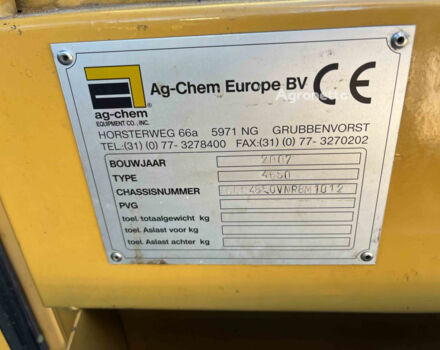 Ag-Chem Europe BV CE
ag-chem ®
EQUIPMENT CO., INC.
HORSTERWEG 66a 5971 NG GRUBBENVORST
TEL:(31) (0) 77- 3278400 FAX:(31) (0) 77- 3270202
BOUWJAAR 2002
TYPE 4650
CHASSISNUMMER
PVG
toel. totaalgewicht kg
toel. Aslast voor kg
toel. Aslast achter kg